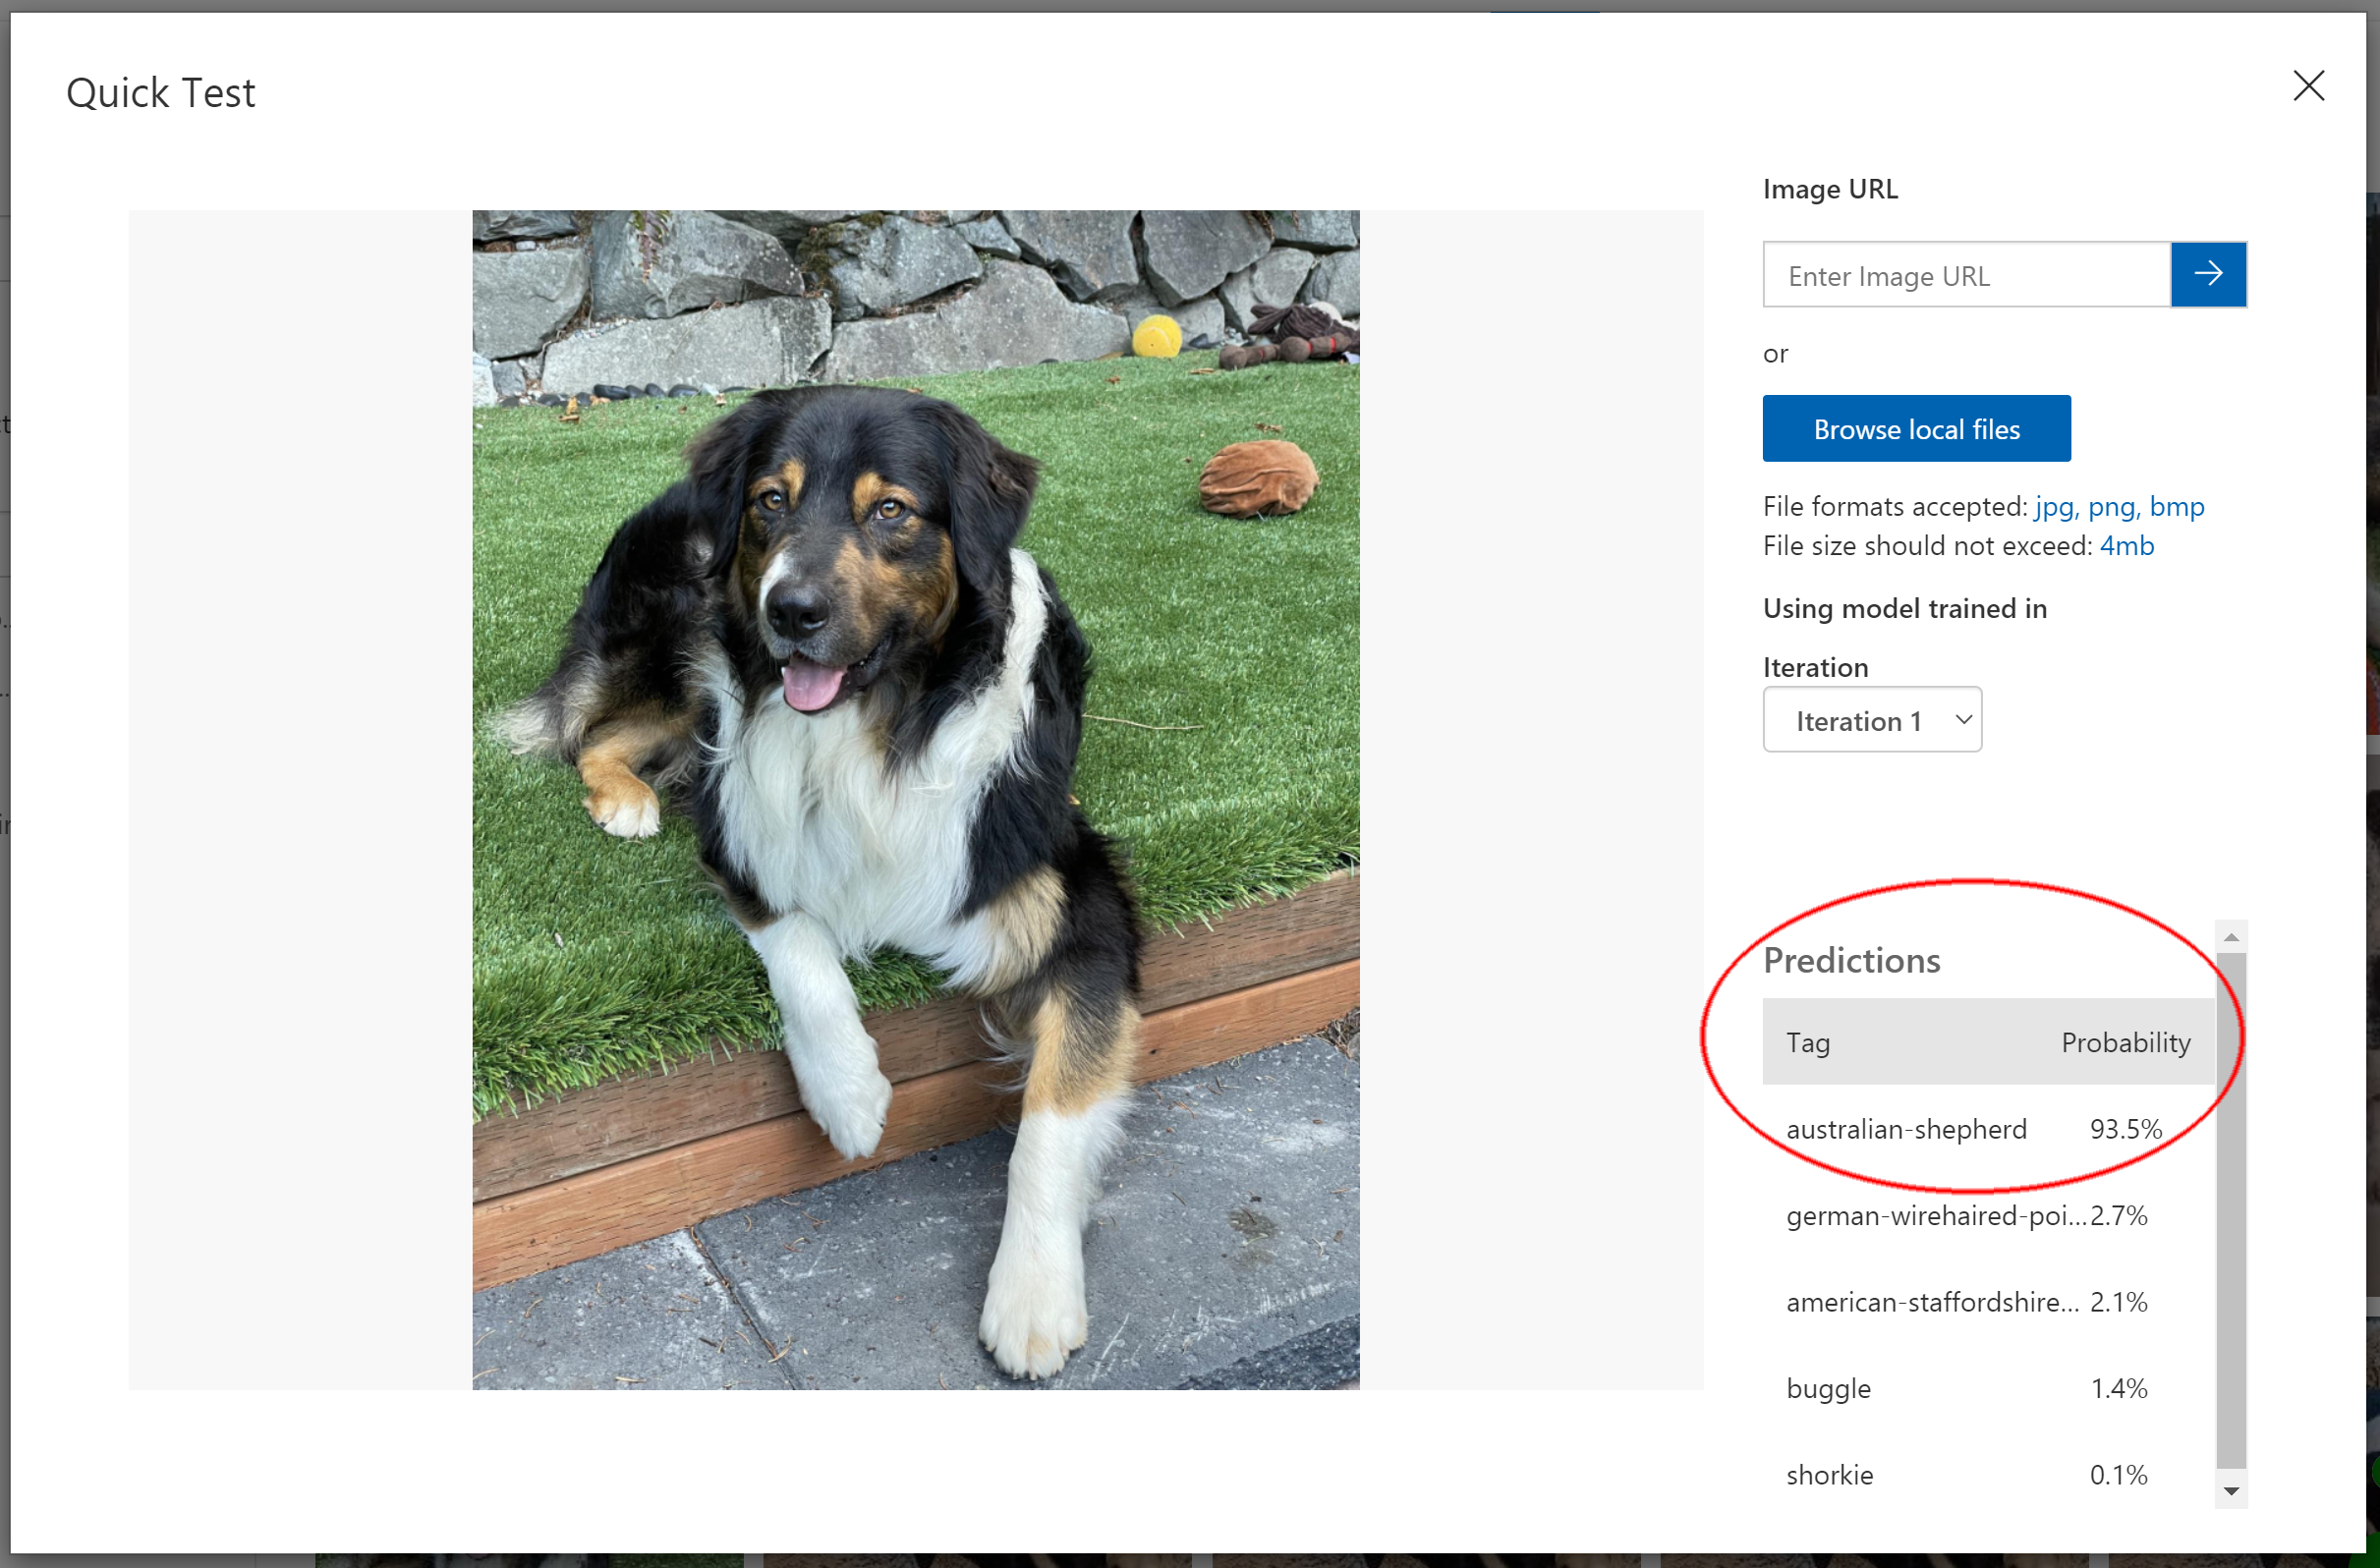 Quick Test
Image URL
Enter Image URL
or
Browse local files
File formats accepted: jpg, png, bmp
File size should not exceed: 4mb
Using model trained in
Iteration
Iteration 1
Predictions
Tag Probability
australian-shepherd 93.5%
german-wirehaired-poi... 2.7%
american-staffordshire... 2.1%
buggle 1.4%
shorkie 0.1%